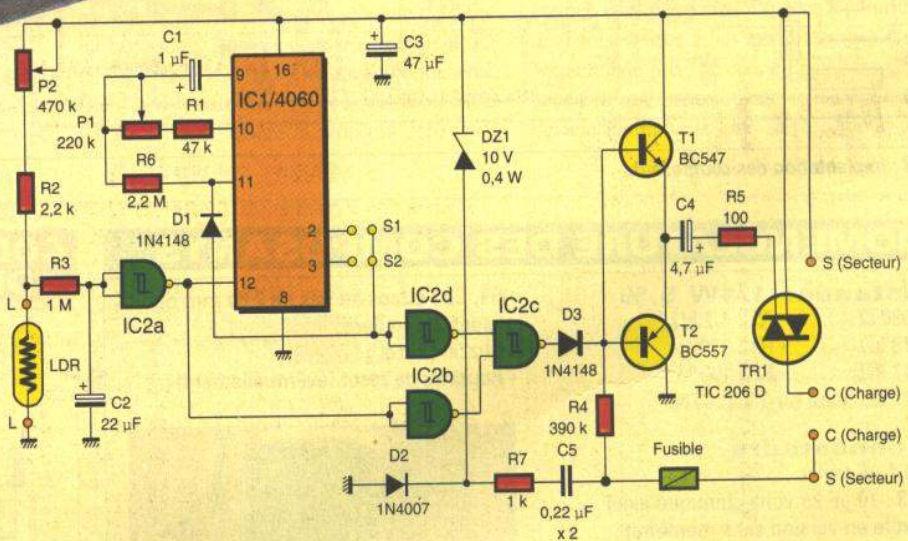 C1
1 µF
+
P2
470 k
P1
220 k
R1
47 k
R6
2,2 M
R2
2,2 k
D1
1N4148
R3
1 M
L
LDR
L
IC2a
+
C2
22 µF
9
16
IC1/4060
10
11
2
3
12
8
+
C3
47 µF
S1
S2
DZ1
10 V
0,4 W
IC2d
IC2c
IC2b
D3
1N4148
T1
BC547
C4
+
4,7 µF
R5
100
T2
BC557
TR1
TIC 206 D
S (Secteur)
C (Charge)
C (Charge)
S (Secteur)
R4
390 k
Fusible
D2
1N4007
R7
1 k
C5
0,22 µF
x 2